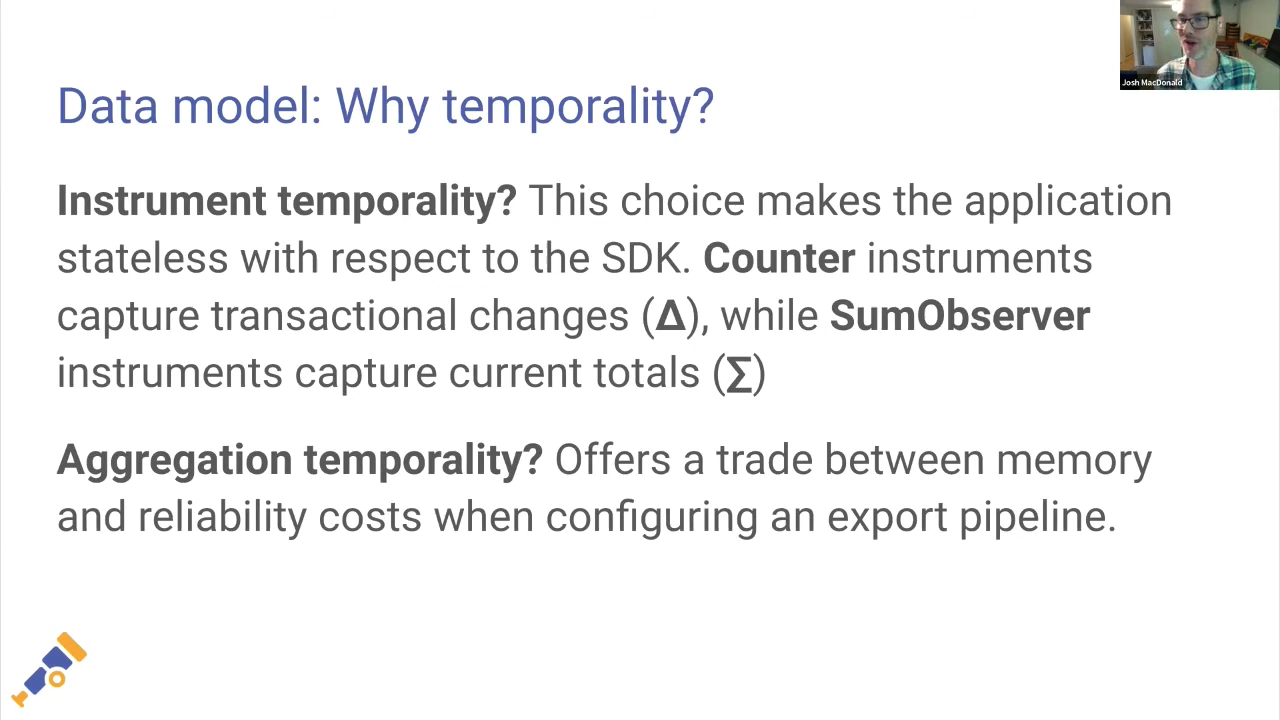 Josh MacDonald
Data model: Why temporality?
Instrument temporality? This choice makes the application
stateless with respect to the SDK. Counter instruments
capture transactional changes (Δ), while SumObserver
instruments capture current totals (∑)
Aggregation temporality? Offers a trade between memory
and reliability costs when configuring an export pipeline.